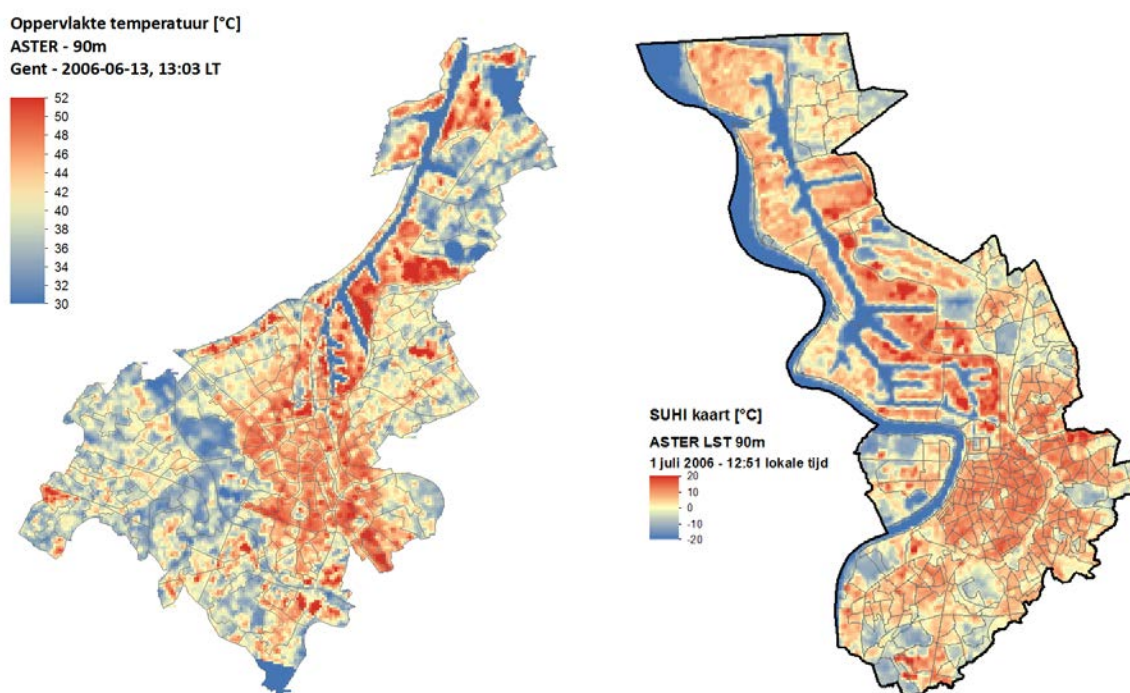 Oppervlakte temperatuur [°C]
ASTER - 90m
Gent - 2006-06-13, 13:03 LT
52
50
48
46
44
42
40
38
36
34
32
30
SUHI kaart [°C]
ASTER LST 90m
1 juli 2006 - 12:51 lokale tijd
20
10
0
-10
-20